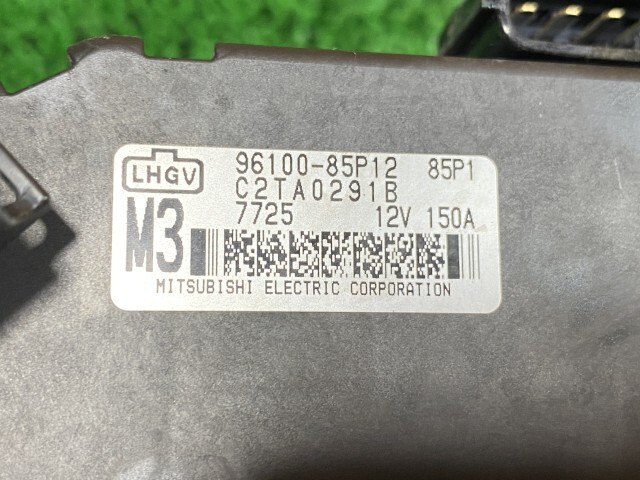 LHGV
96100-85P12 85P1
C2TA0291B
M3
7725 12V 150A
MITSUBISHI ELECTRIC CORPORATION